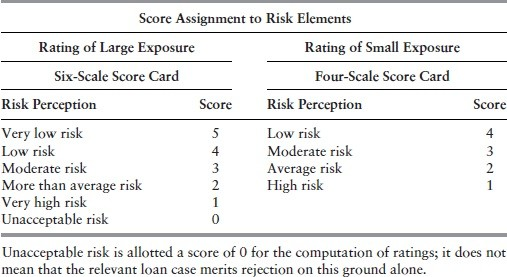 Score Assignment to Risk Elements
Rating of Large Exposure Rating of Small Exposure
Six-Scale Score Card Four-Scale Score Card
Risk Perception Score Risk Perception Score
Very low risk 5 Low risk 4
Low risk 4 Moderate risk 3
Moderate risk 3 Average risk 2
More than average risk 2 High risk 1
Very high risk 1
Unacceptable risk 0
Unacceptable risk is allotted a score of 0 for the computation of ratings; it does not
mean that the relevant loan case merits rejection on this ground alone.